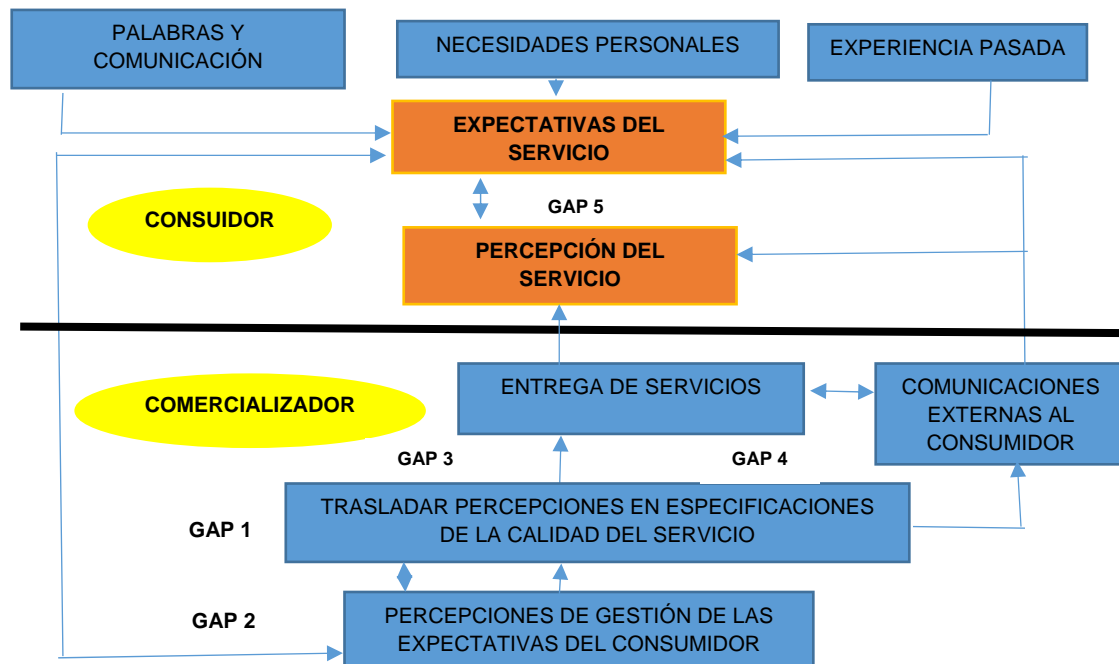 PALABRAS Y
COMUNICACIÓN
NECESIDADES PERSONALES
EXPERIENCIA PASADA
EXPECTATIVAS DEL
SERVICIO
CONSUIDOR
GAP 5
PERCEPCIÓN DEL
SERVICIO
ENTREGA DE SERVICIOS
COMUNICACIONES
EXTERNAS AL
CONSUMIDOR
COMERCIALIZADOR
GAP 3
GAP 4
TRASLADAR PERCEPCIONES EN ESPECIFICACIONES
DE LA CALIDAD DEL SERVICIO
GAP 1
PERCEPCIONES DE GESTIÓN DE LAS
EXPECTATIVAS DEL CONSUMIDOR
GAP 2